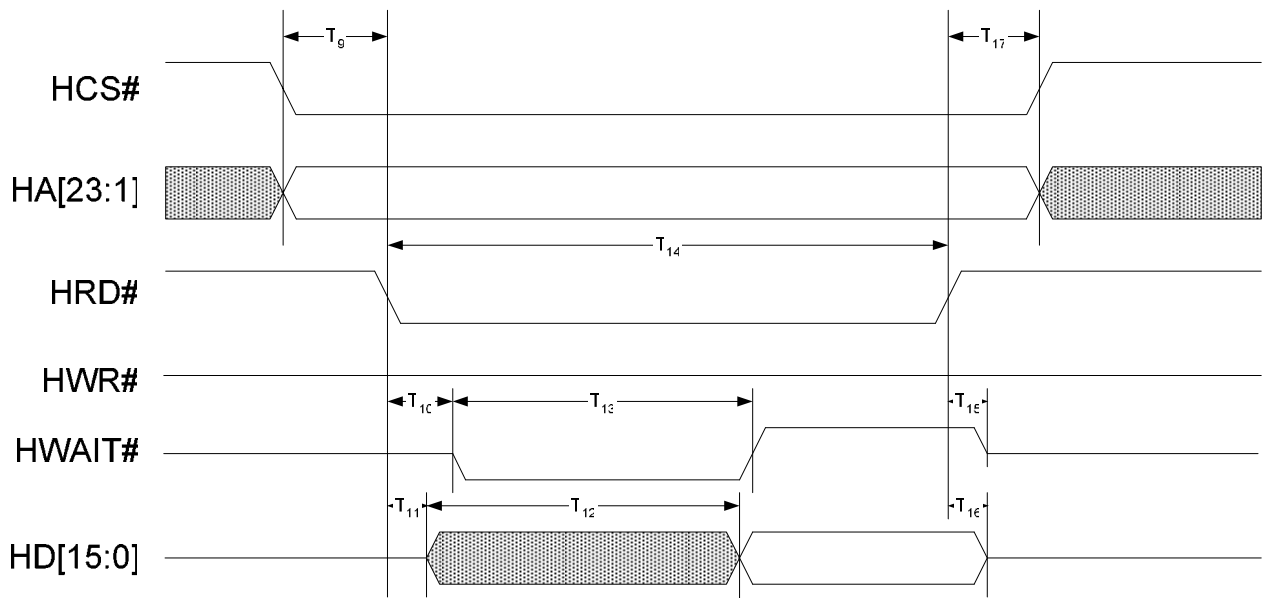 T9 T17
HCS#
HA[23:1]
T14
HRD#
HWR#
T10 T13 T15
HWAIT#
T11 T12 T16
HD[15:0]